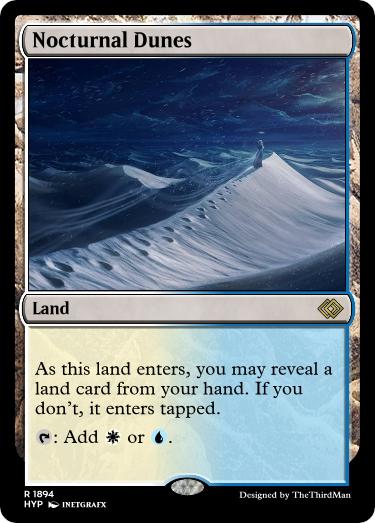 Nocturnal Dunes
Land
As this land enters, you may reveal a
land card from your hand. If you
don't, it enters tapped.
: Add or .
R 1894
HYP INETGRAFX
Designed by TheThirdMan